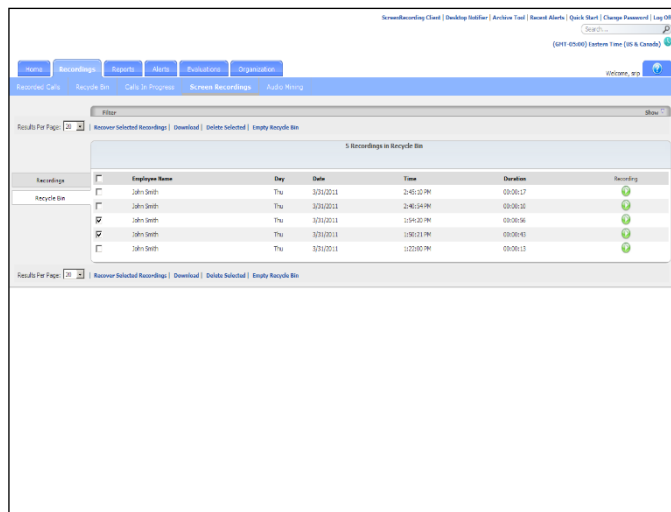 ScreenRecording Client | Desktop Notifier | Archive Tool | Recent Alerts | Quick Start | Change Password | Log Off
Search...
(GMT-05:00) Eastern Time (US & Canada)
Home Recordings Reports Alerts Evaluations Organization
Welcome, snp
Recorded Calls Recycle Bin Calls In Progress Screen Recordings Audio Mining
Filter Show
Results Per Page: 20 | Recover Selected Recordings | Download | Delete Selected | Empty Recycle Bin
5 Recordings in Recycle Bin
Recordings
Recycle Bin
Employee Name Day Date Time Duration Recording
John Smith Thu 3/31/2011 2:45:10 PM 00:00:17
John Smith Thu 3/31/2011 2:40:54 PM 00:00:10
John Smith Thu 3/31/2011 1:54:20 PM 00:00:56
John Smith Thu 3/31/2011 1:50:21 PM 00:00:43
John Smith Thu 3/31/2011 1:22:00 PM 00:00:13
Results Per Page: 20 | Recover Selected Recordings | Download | Delete Selected | Empty Recycle Bin